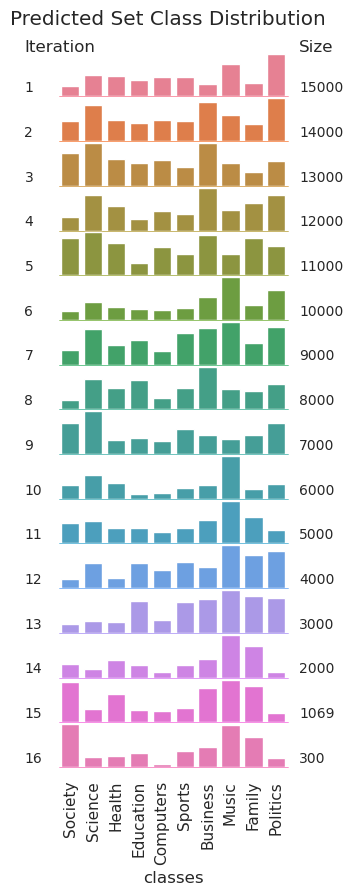 Predicted Set Class Distribution
Iteration Size
1 15000
2 14000
3 13000
4 12000
5 11000
6 10000
7 9000
8 8000
9 7000
10 6000
11 5000
12 4000
13 3000
14 2000
15 1069
16 300
Society
Science
Health
Education
Computers
Sports
Business
Music
Family
Politics
classes